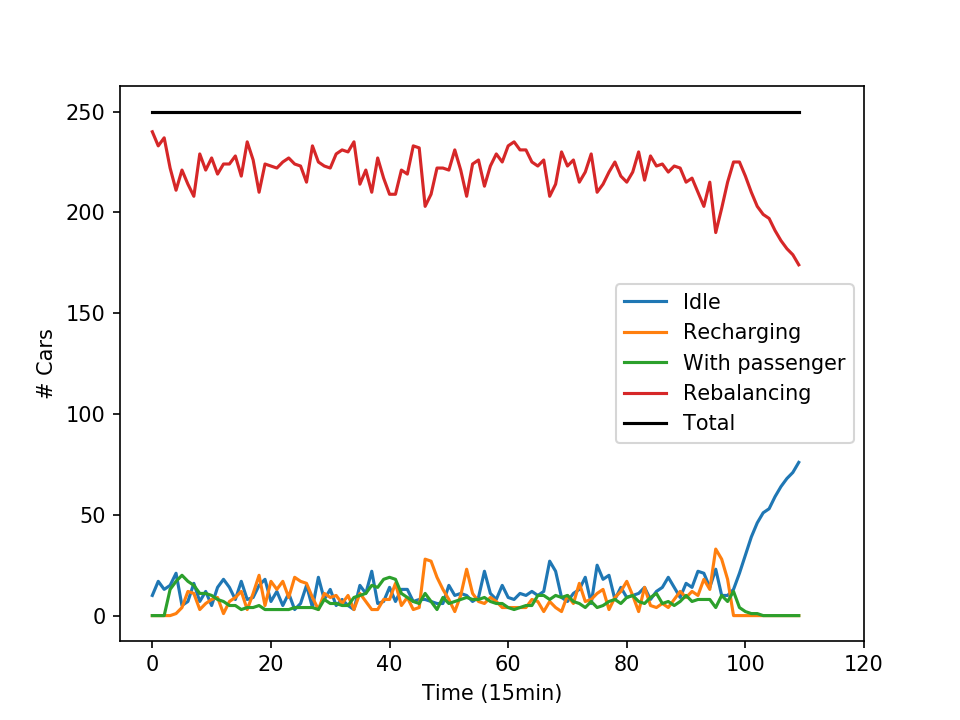 250
200
150
100
50
0
# Cars
Idle
Recharging
With passenger
Rebalancing
Total
0 20 40 60 80 100 120
Time (15min)